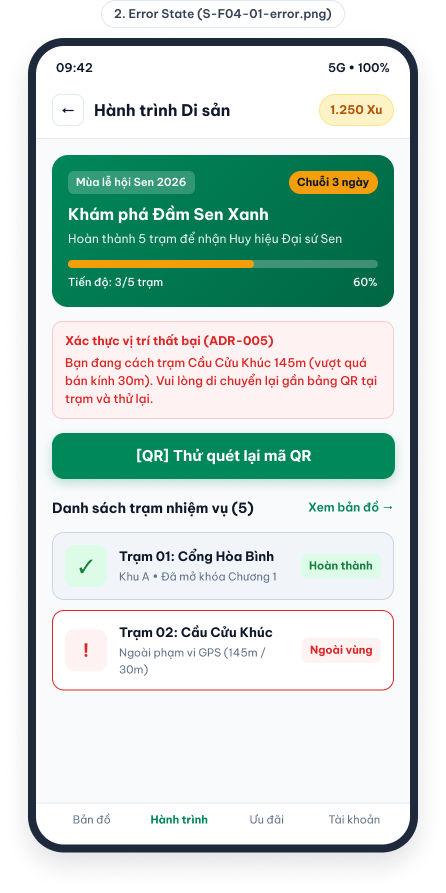 2. Error State (S-F04-01-error.png)
09:42
5G • 100%
←
Hành trình Di sản
1.250 Xu
Mùa lễ hội Sen 2026
Chuỗi 3 ngày
Khám phá Đầm Sen Xanh
Hoàn thành 5 trạm để nhận Huy hiệu Đại sứ Sen
Tiến độ: 3/5 trạm
60%
Xác thực vị trí thất bại (ADR-005)
Bạn đang cách trạm Cầu Cửu Khúc 145m (vượt quá
bán kính 30m). Vui lòng di chuyển lại gần bảng QR tại
trạm và thử lại.
[QR] Thử quét lại mã QR
Danh sách trạm nhiệm vụ (5)
Xem bản đồ →
✓
Trạm 01: Cổng Hòa Bình
Khu A • Đã mở khóa Chương 1
Hoàn thành
!
Trạm 02: Cầu Cửu Khúc
Ngoài phạm vi GPS (145m /
30m)
Ngoài vùng
Bản đồ
Hành trình
Ưu đãi
Tài khoản